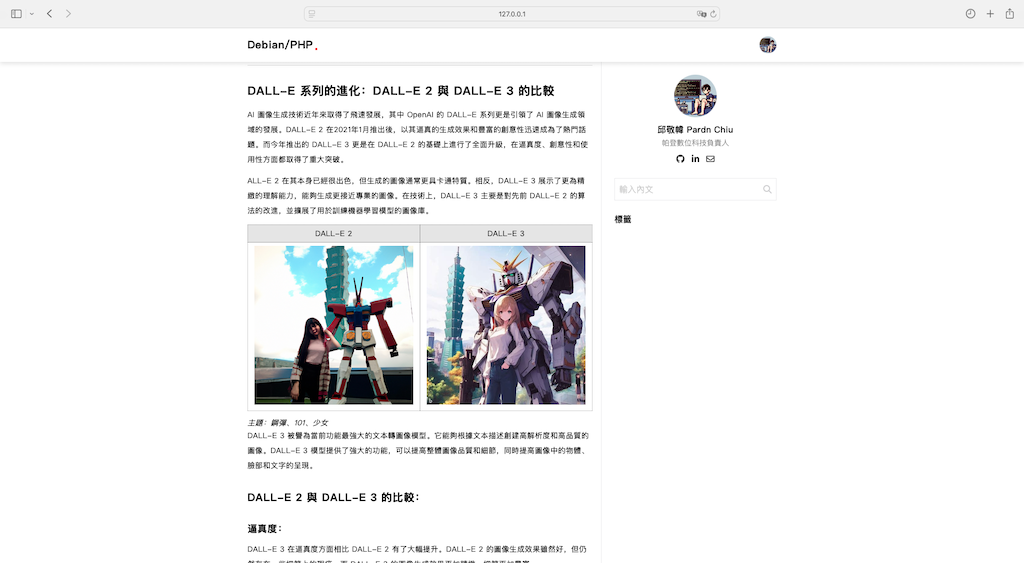 127.0.0.1
Debian/PHP.
DALL-E 系列的進化：DALL-E 2 與 DALL-E 3 的比較
AI 圖像生成技術近年來取得了飛速發展，其中 OpenAI 的 DALL-E 系列更是引領了 AI 圖像生成領
域的發展。DALL-E 2 在2021年1月推出後，以其逼真的生成效果和豐富的創意性迅速成為了熱門話
題。而今年推出的 DALL-E 3 更是在 DALL-E 2 的基礎上進行了全面升級，在逼真度、創意性和使
用性方面都取得了重大突破。
ALL-E 2 在其本身已經很出色，但生成的圖像通常更具卡通特質。相反，DALL-E 3 展示了更為精
緻的理解能力，能夠生成更接近專業的圖像。在技術上，DALL-E 3 主要是對先前 DALL-E 2 的算
法的改進，並擴展了用於訓練機器學習模型的圖像庫。
DALL-E 2
DALL-E 3
主題：鋼彈、101、少女
DALL-E 3 被譽為當前功能最強大的文本轉圖像模型。它能夠根據文本描述創建高解析度和高品質的
圖像。DALL-E 3 模型提供了強大的功能，可以提高整體圖像品質和細節，同時提高圖像中的物體、
臉部和文字的呈現。
DALL-E 2 與 DALL-E 3 的比較：
逼真度：
DALL-E 3 在逼真度方面相比 DALL-E 2 有了大幅提升。DALL-E 2 的圖像生成效果雖然好，但仍
邱敬幃 Pardn Chiu
帕登數位科技負責人
in
輸入內文
標籤